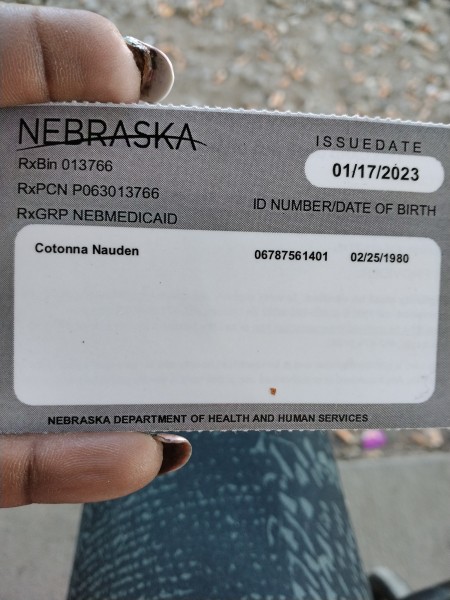 NEBRASKA
ISSUEDATE
RxBin 013766
01/17/2023
RxPCN P063013766
RxGRP NEBMEDICAID
ID NUMBER/DATE OF BIRTH
Cotonna Nauden 06787561401 02/25/1980
NEBRASKA DEPARTMENT OF HEALTH AND HUMAN SERVICES